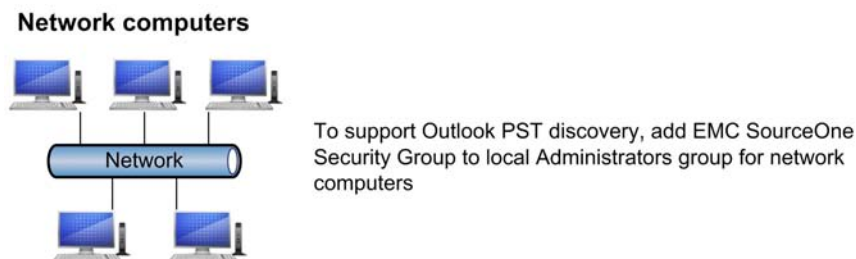 Network computers
Network
To support Outlook PST discovery, add EMC SourceOne
Security Group to local Administrators group for network
computers